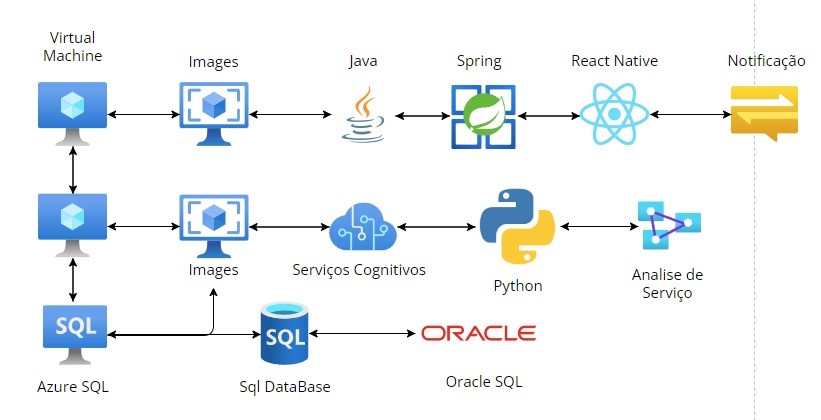 Virtual
Machine
Images
Java
Spring
React Native
Notificação
Images
Serviços Cognitivos
Python
Analise de
Serviço
SQL
SQL
ORACLE
Azure SQL
Sql DataBase
Oracle SQL